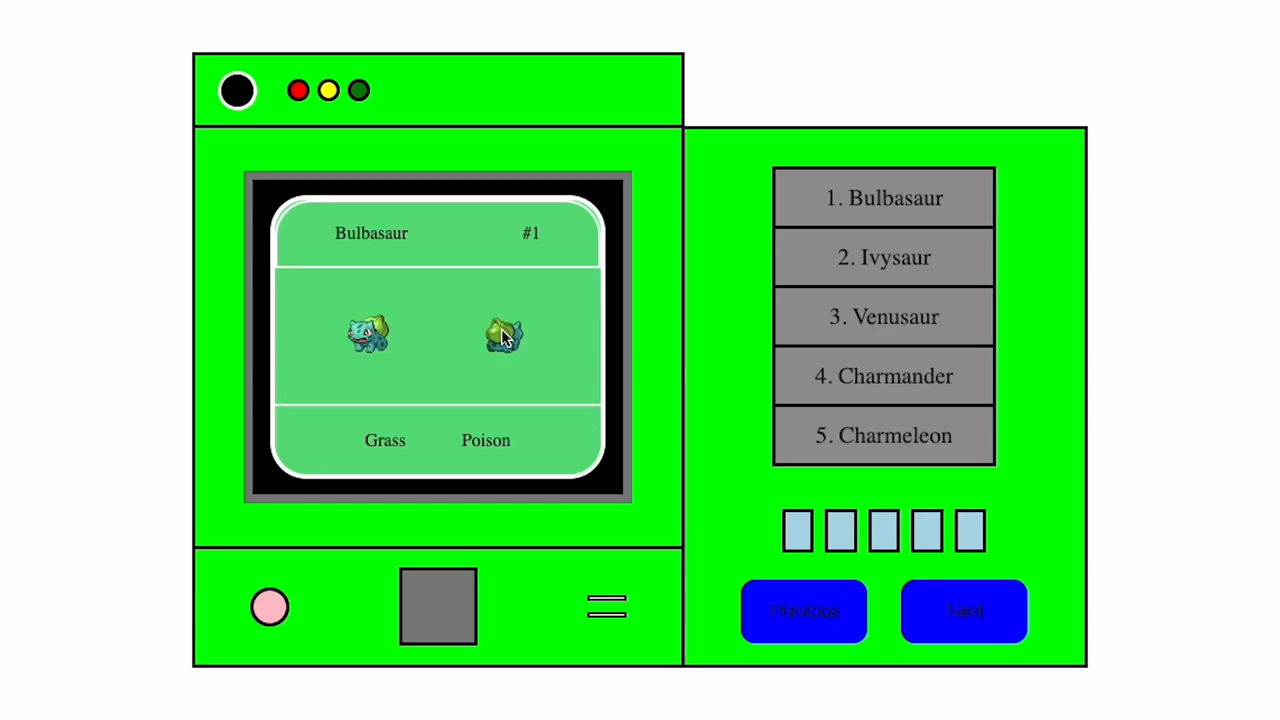 Bulbasaur #1
Grass Poison
1. Bulbasaur
2. Ivysaur
3. Venusaur
4. Charmander
5. Charmeleon
Previous Next